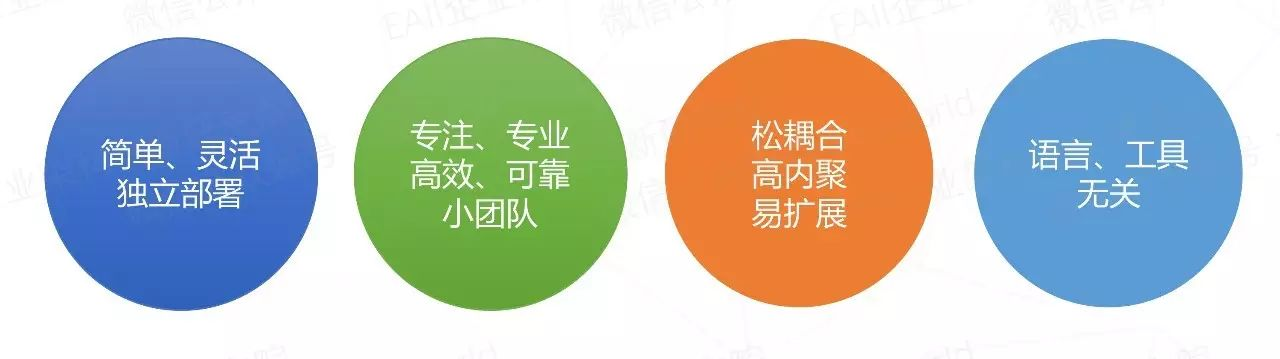 简单、灵活
独立部署
专注、专业
高效、可靠
小团队
松耦合
高内聚
易扩展
语言、工具
无关